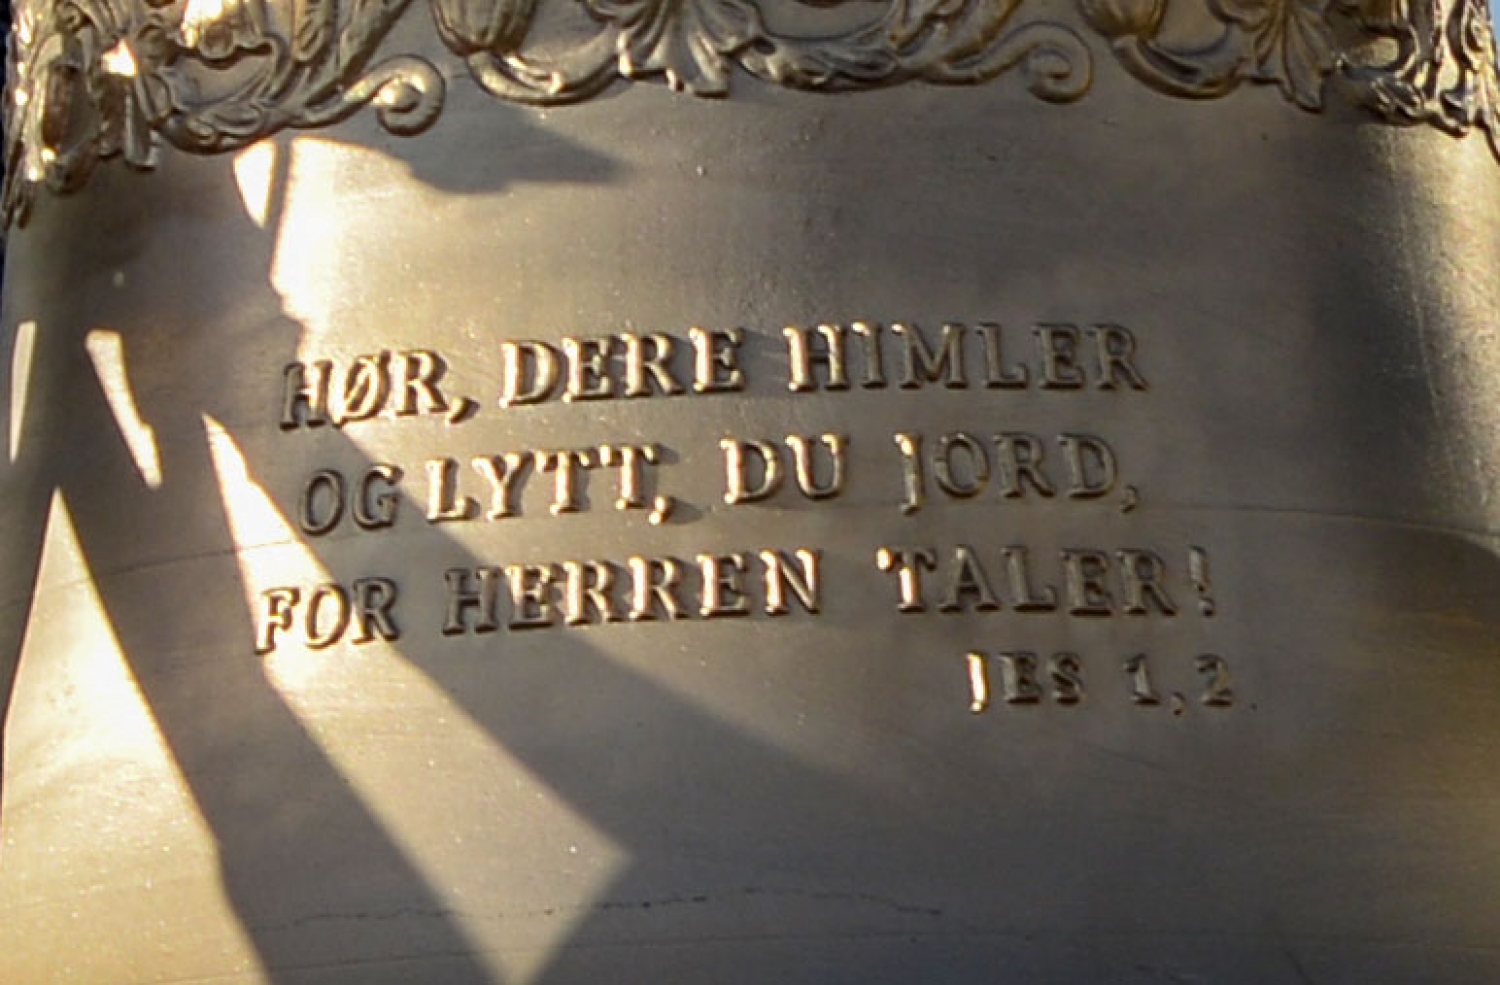 HØR, DERE HIMLER
OG LYTT, DU JORD,
FOR HERREN TALER!
JES 1,2